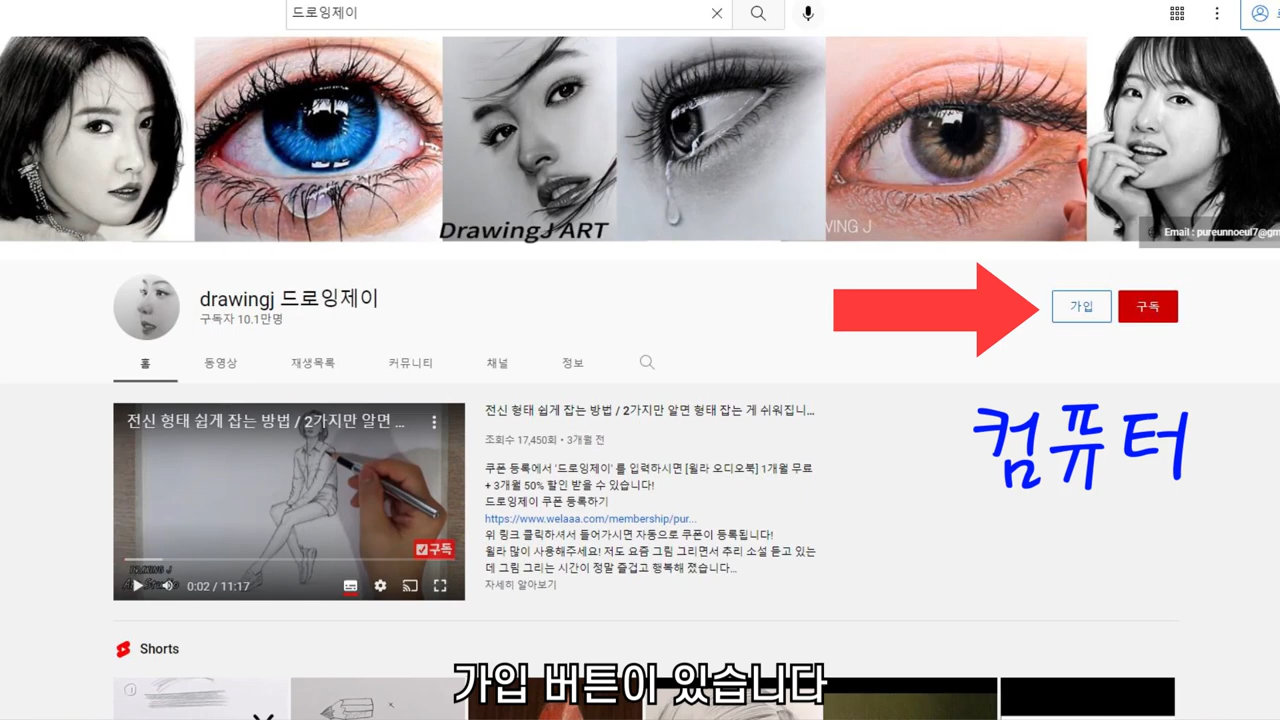 드로잉제이
DrawingJ ART
WING J
Email : pureunnoeul7@gm
drawingj 드로잉제이
구독자 10.1만명
가입
구독
홈
동영상
재생목록
커뮤니티
채널
정보
컴퓨터
전신 형태 쉽게 잡는 방법 / 2가지만 알면 ...
구독
DRAWING J
0:02 / 11:17
전신 형태 쉽게 잡는 방법 / 2가지만 알면 형태 잡는 게 쉬워집니...
조회수 17,450회 • 3개월 전
쿠폰 등록에서 '드로잉제이' 를 입력하시면 [윌라 오디오북] 1개월 무료
+ 3개월 50% 할인 받을 수 있습니다!
드로잉제이 쿠폰 등록하기
https://www.welaaa.com/membership/pur...
위 링크 클릭하셔서 들어가시면 자동으로 쿠폰이 등록됩니다!
윌라 많이 사용해주세요! 저도 요즘 그림 그리면서 추리 소설 듣고 있는
데 그림 그리는 시간이 정말 즐겁고 행복해 졌습니다...
자세히 알아보기
Shorts
가입 버튼이 있습니다